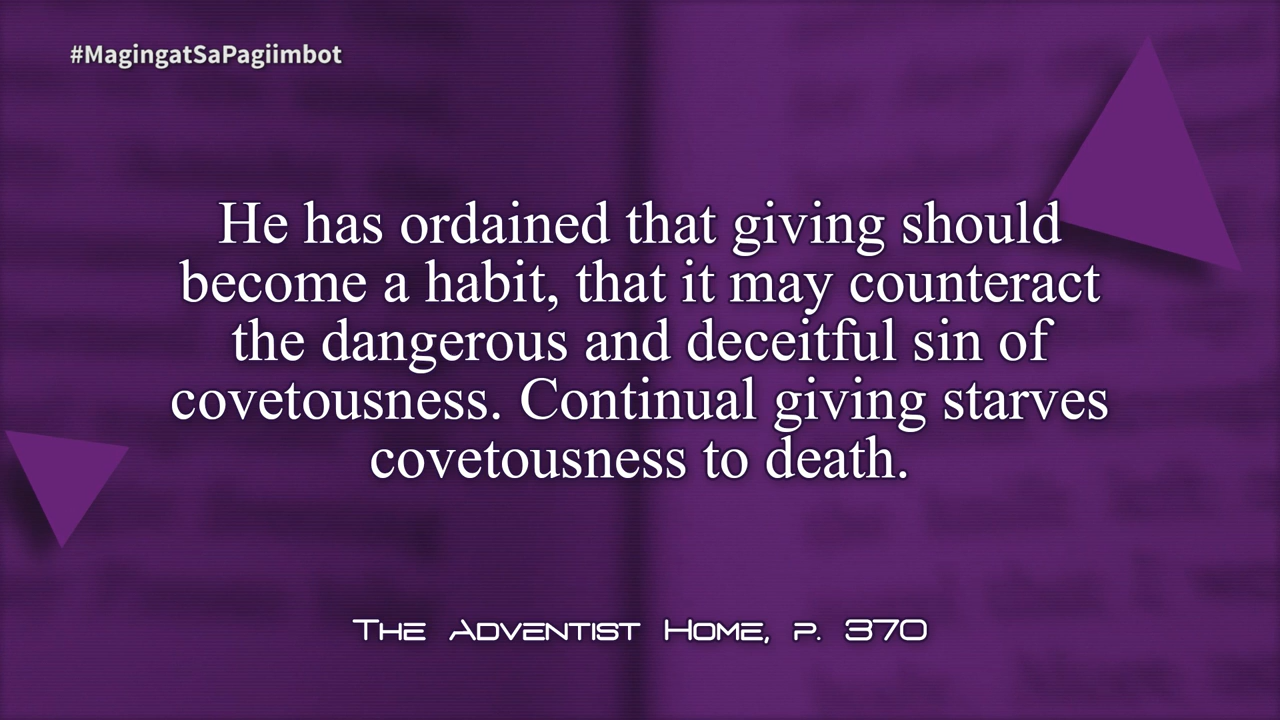 #MagingatSaPagiimbot
He has ordained that giving should
become a habit, that it may counteract
the dangerous and deceitful sin of
covetousness. Continual giving starves
covetousness to death.
The Adventist Home, p. 370